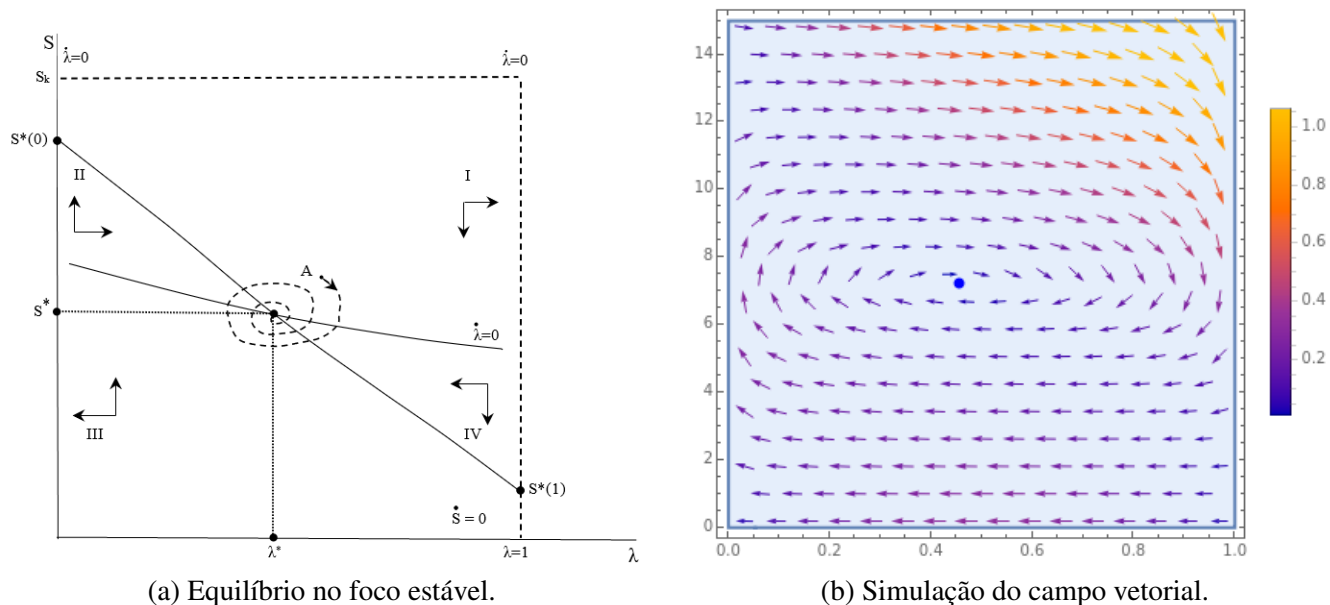 S
λ̇=0
λ̇=0
Sₖ
S*(0)
II
I
A
S*
λ̇=0
III
IV
S*(1)
Ṡ = 0
λ*
λ=1
λ
(a) Equilíbrio no foco estável.
14
12
10
8
6
4
2
0
0.0 0.2 0.4 0.6 0.8 1.0
1.0
0.8
0.6
0.4
0.2
(b) Simulação do campo vetorial.